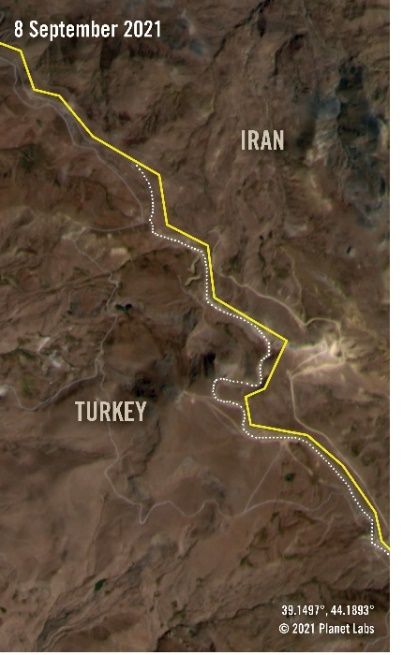 8 September 2021
IRAN
TURKEY
39.1497°, 44.1893°
© 2021 Planet Labs